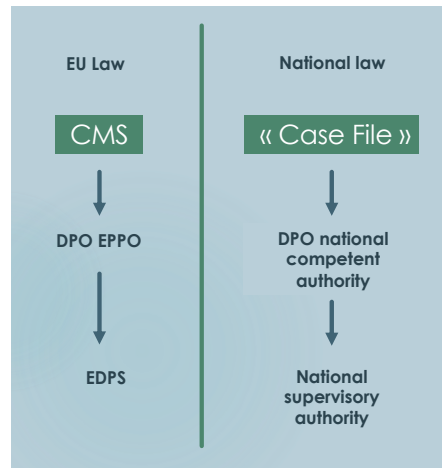 EU Law
CMS
DPO EPPO
EDPS
National law
« Case File »
DPO national
competent
authority
National
supervisory
authority